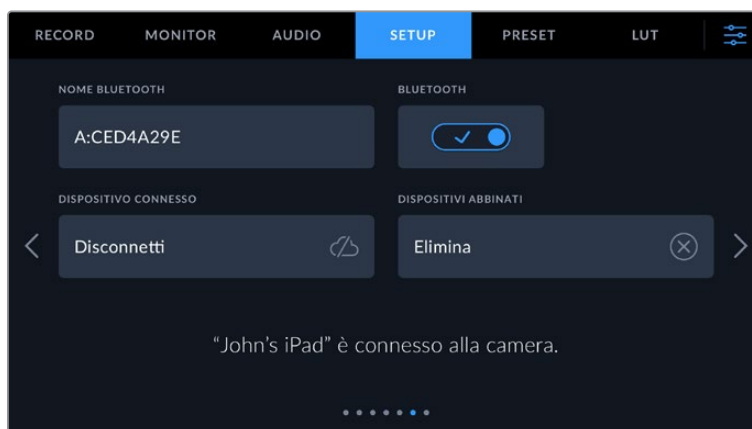 RECORD MONITOR AUDIO SETUP PRESET LUT
NOME BLUETOOTH BLUETOOTH
A:CED4A29E
DISPOSITIVO CONNESSO DISPOSITIVI ABBINATI
Disconnetti Elimina
“John’s iPad” è connesso alla camera.